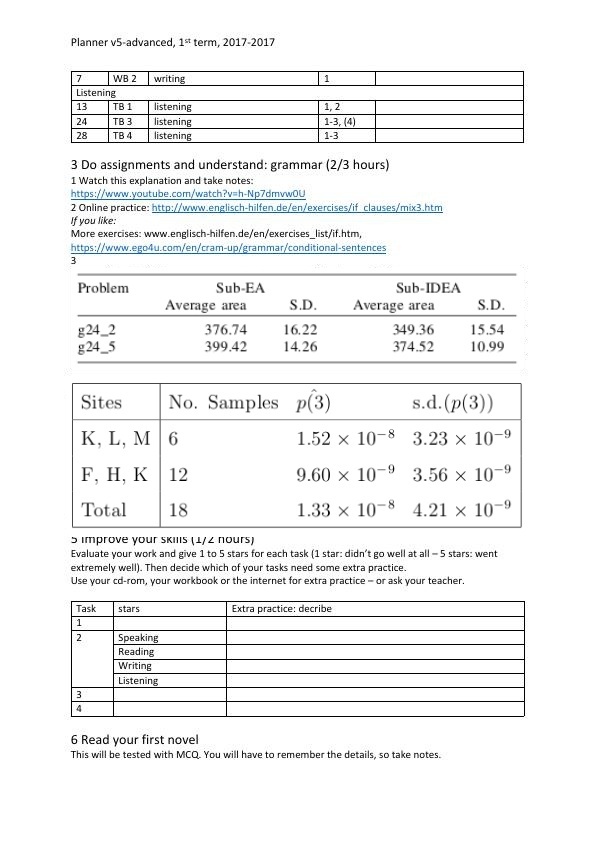 Planner v5-advanced, 1st term, 2017-2017
7 WB 2 writing 1
Listening
13 TB 1 listening 1, 2
24 TB 3 listening 1-3, (4)
28 TB 4 listening 1-3
3 Do assignments and understand: grammar (2/3 hours)
1 Watch this explanation and take notes:
https://www.youtube.com/watch?v=h-Np7dmvw0U
2 Online practice: http://www.englisch-hilfen.de/en/exercises/if_clauses/mix3.htm
If you like:
More exercises: www.englisch-hilfen.de/en/exercises_list/if.htm,
https://www.ego4u.com/en/cram-up/grammar/conditional-sentences
3
Problem Sub-EA Sub-IDEA
Average area S.D. Average area S.D.
g24_2 376.74 16.22 349.36 15.54
g24_5 399.42 14.26 374.52 10.99
Sites No. Samples p̂(3) s.d.(p(3))
K, L, M 6 1.52 × 10⁻⁸ 3.23 × 10⁻⁹
F, H, K 12 9.60 × 10⁻⁹ 3.56 × 10⁻⁹
Total 18 1.33 × 10⁻⁸ 4.21 × 10⁻⁹
5 Improve your skills (1/2 hours)
Evaluate your work and give 1 to 5 stars for each task (1 star: didn’t go well at all – 5 stars: went
extremely well). Then decide which of your tasks need some extra practice.
Use your cd-rom, your workbook or the internet for extra practice – or ask your teacher.
Task stars Extra practice: decribe
1
2 Speaking
Reading
Writing
Listening
3
4
6 Read your first novel
This will be tested with MCQ. You will have to remember the details, so take notes.